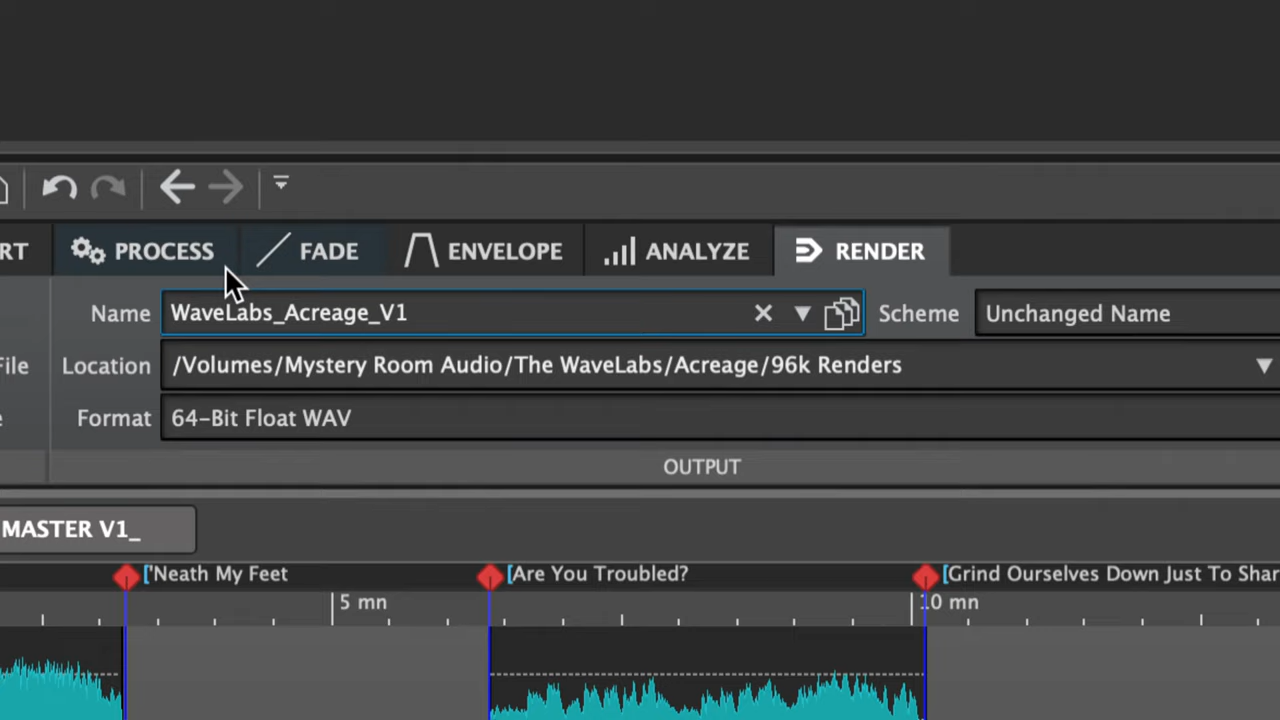 RT PROCESS FADE ENVELOPE ANALYZE RENDER
Name WaveLabs_Acreage_V1 Scheme Unchanged Name
File Location /Volumes/Mystery Room Audio/The WaveLabs/Acreage/96k Renders
Format 64-Bit Float WAV
OUTPUT
MASTER V1_
['Neath My Feet [Are You Troubled? [Grind Ourselves Down Just To Shar
5 mn 10 mn